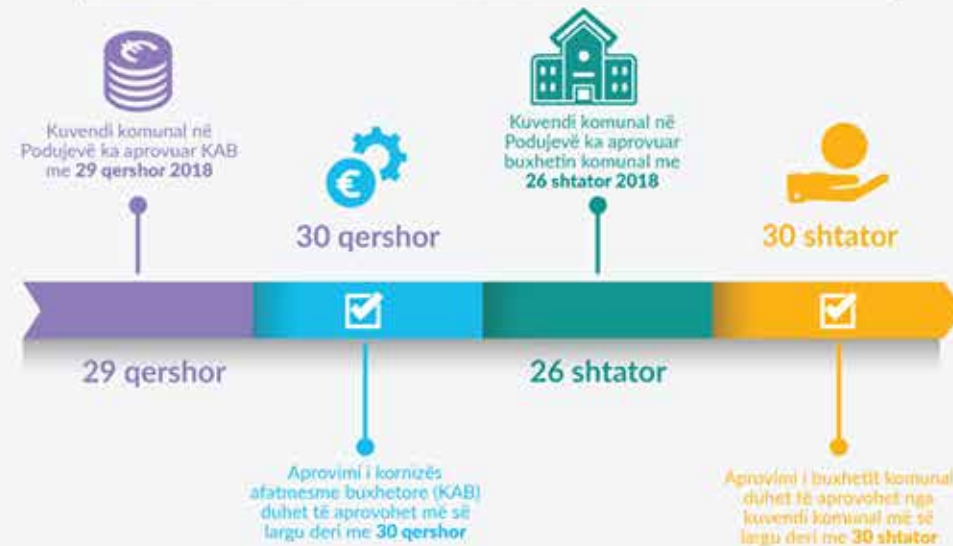 Kuvendi komunal në
Podujevë ka aprovuar KAB
me 29 qershor 2018
30 qershor
Kuvendi komunal në
Podujevë ka aprovuar
buxhetin komunal me
26 shtator 2018
30 shtator
29 qershor
26 shtator
Aprovimi i kornizës
afatmesme buxhetore (KAB)
duhet të aprovohet më së
largu deri me 30 qershor
Aprovimi i buxhetit komunal
duhet të aprovohet nga
kuvendi komunal më së
largu deri me 30 shtator